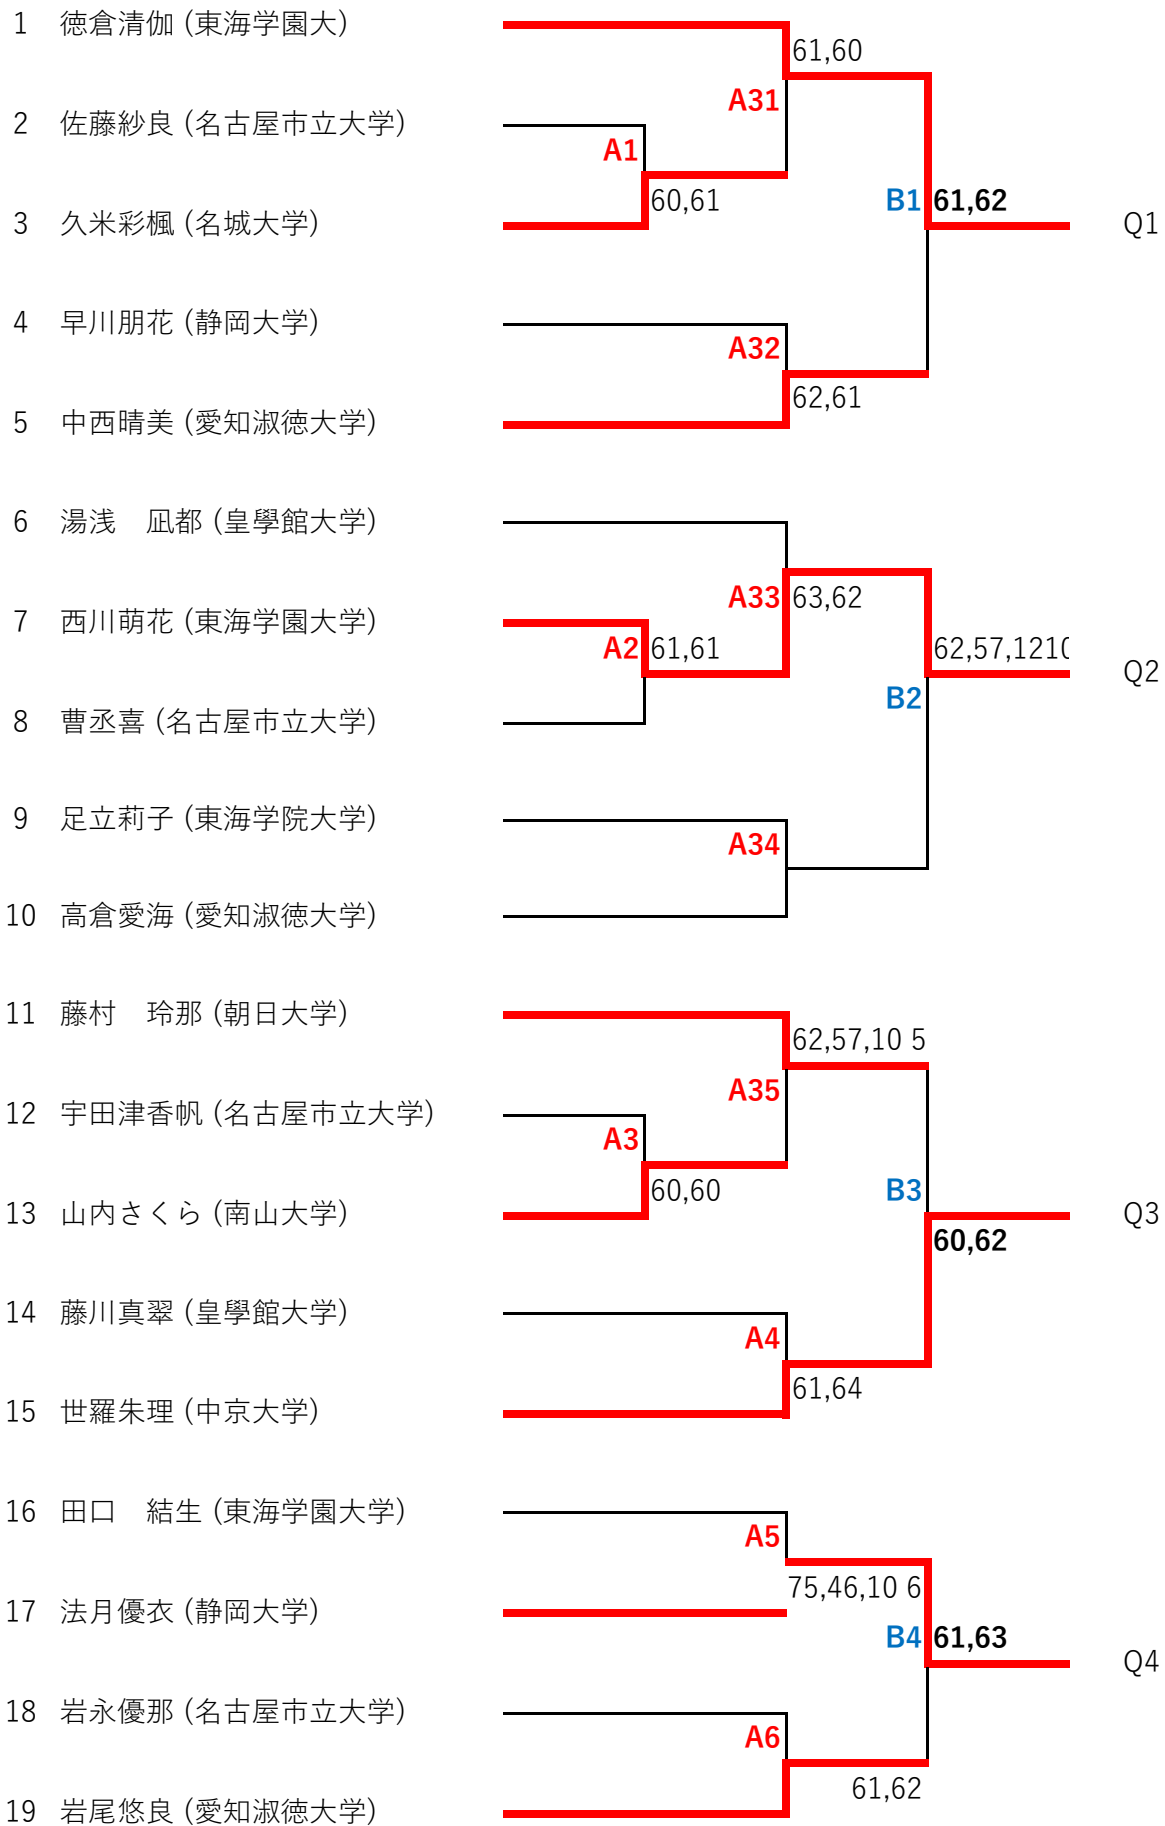 1 徳倉清伽 (東海学園大)
61,60
A31
2 佐藤紗良 (名古屋市立大学)
A1
60,61
B1 61,62
3 久米彩楓 (名城大学)
Q1
4 早川朋花 (静岡大学)
A32
62,61
5 中西晴美 (愛知淑徳大学)
6 湯浅　凪都 (皇學館大学)
A33 63,62
7 西川萌花 (東海学園大学)
A2 61,61
62,57,1210
Q2
B2
8 曹丞喜 (名古屋市立大学)
9 足立莉子 (東海学院大学)
A34
10 高倉愛海 (愛知淑徳大学)
11 藤村　玲那 (朝日大学)
62,57,10 5
A35
12 宇田津香帆 (名古屋市立大学)
A3
60,60
B3
13 山内さくら (南山大学)
Q3
60,62
14 藤川真翠 (皇學館大学)
A4
61,64
15 世羅朱理 (中京大学)
16 田口　結生 (東海学園大学)
A5
75,46,10 6
17 法月優衣 (静岡大学)
B4 61,63
Q4
18 岩永優那 (名古屋市立大学)
A6
61,62
19 岩尾悠良 (愛知淑徳大学)